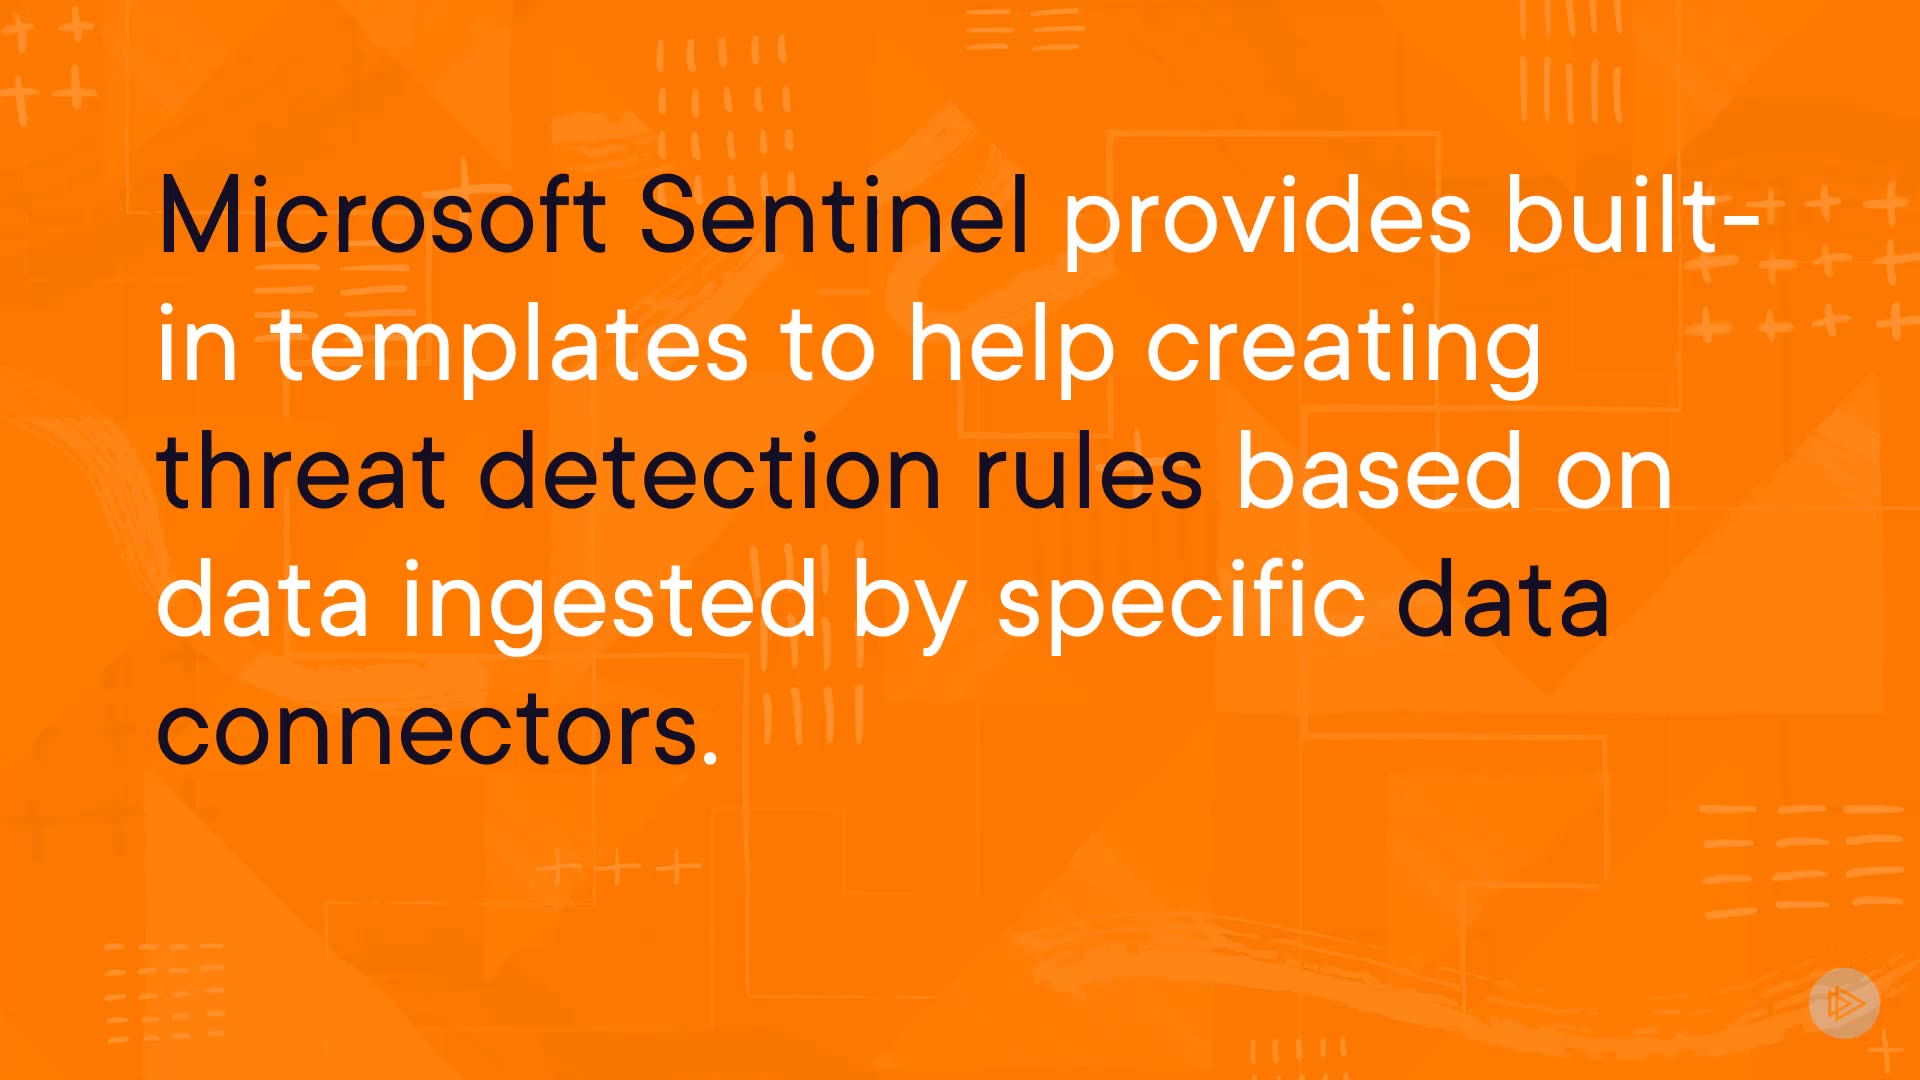 Microsoft Sentinel provides built-
in templates to help creating
threat detection rules based on
data ingested by specific data
connectors.